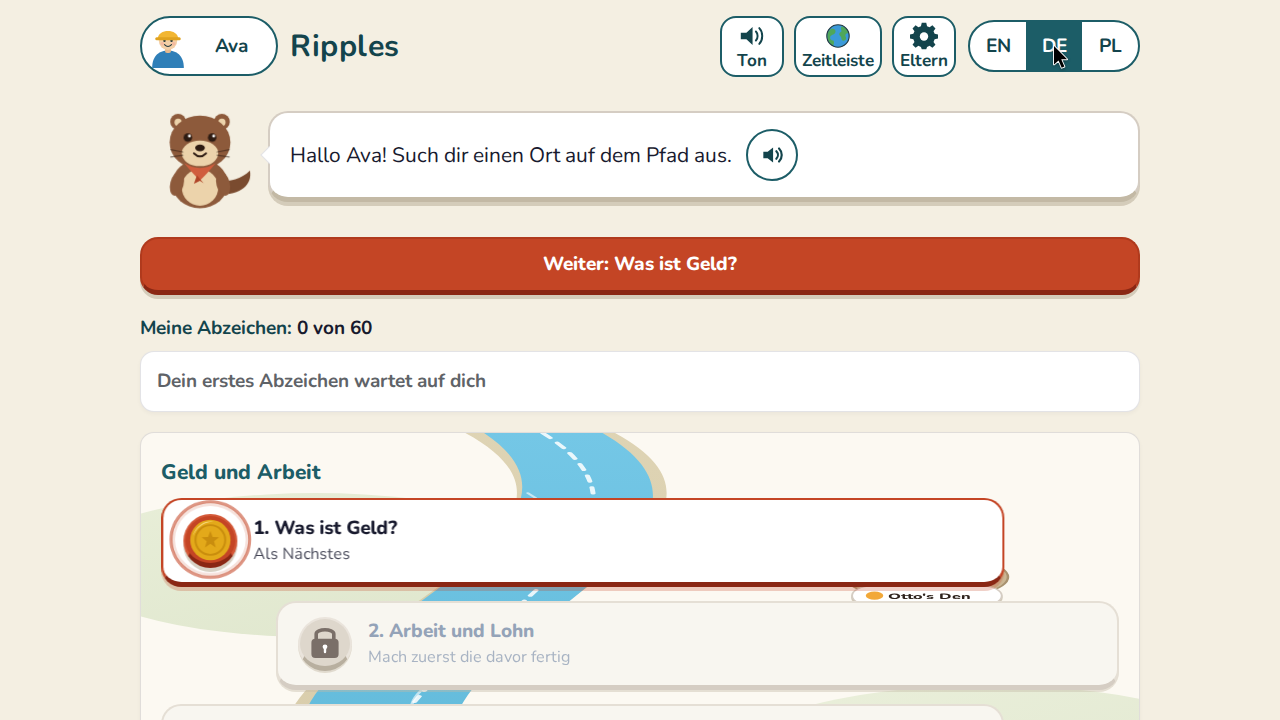 Ava
Ripples
Ton
Zeitleiste
Eltern
EN
DE
PL
Hallo Ava! Such dir einen Ort auf dem Pfad aus.
Weiter: Was ist Geld?
Meine Abzeichen: 0 von 60
Dein erstes Abzeichen wartet auf dich
Geld und Arbeit
1. Was ist Geld?
Als Nächstes
Otto's Den
2. Arbeit und Lohn
Mach zuerst die davor fertig